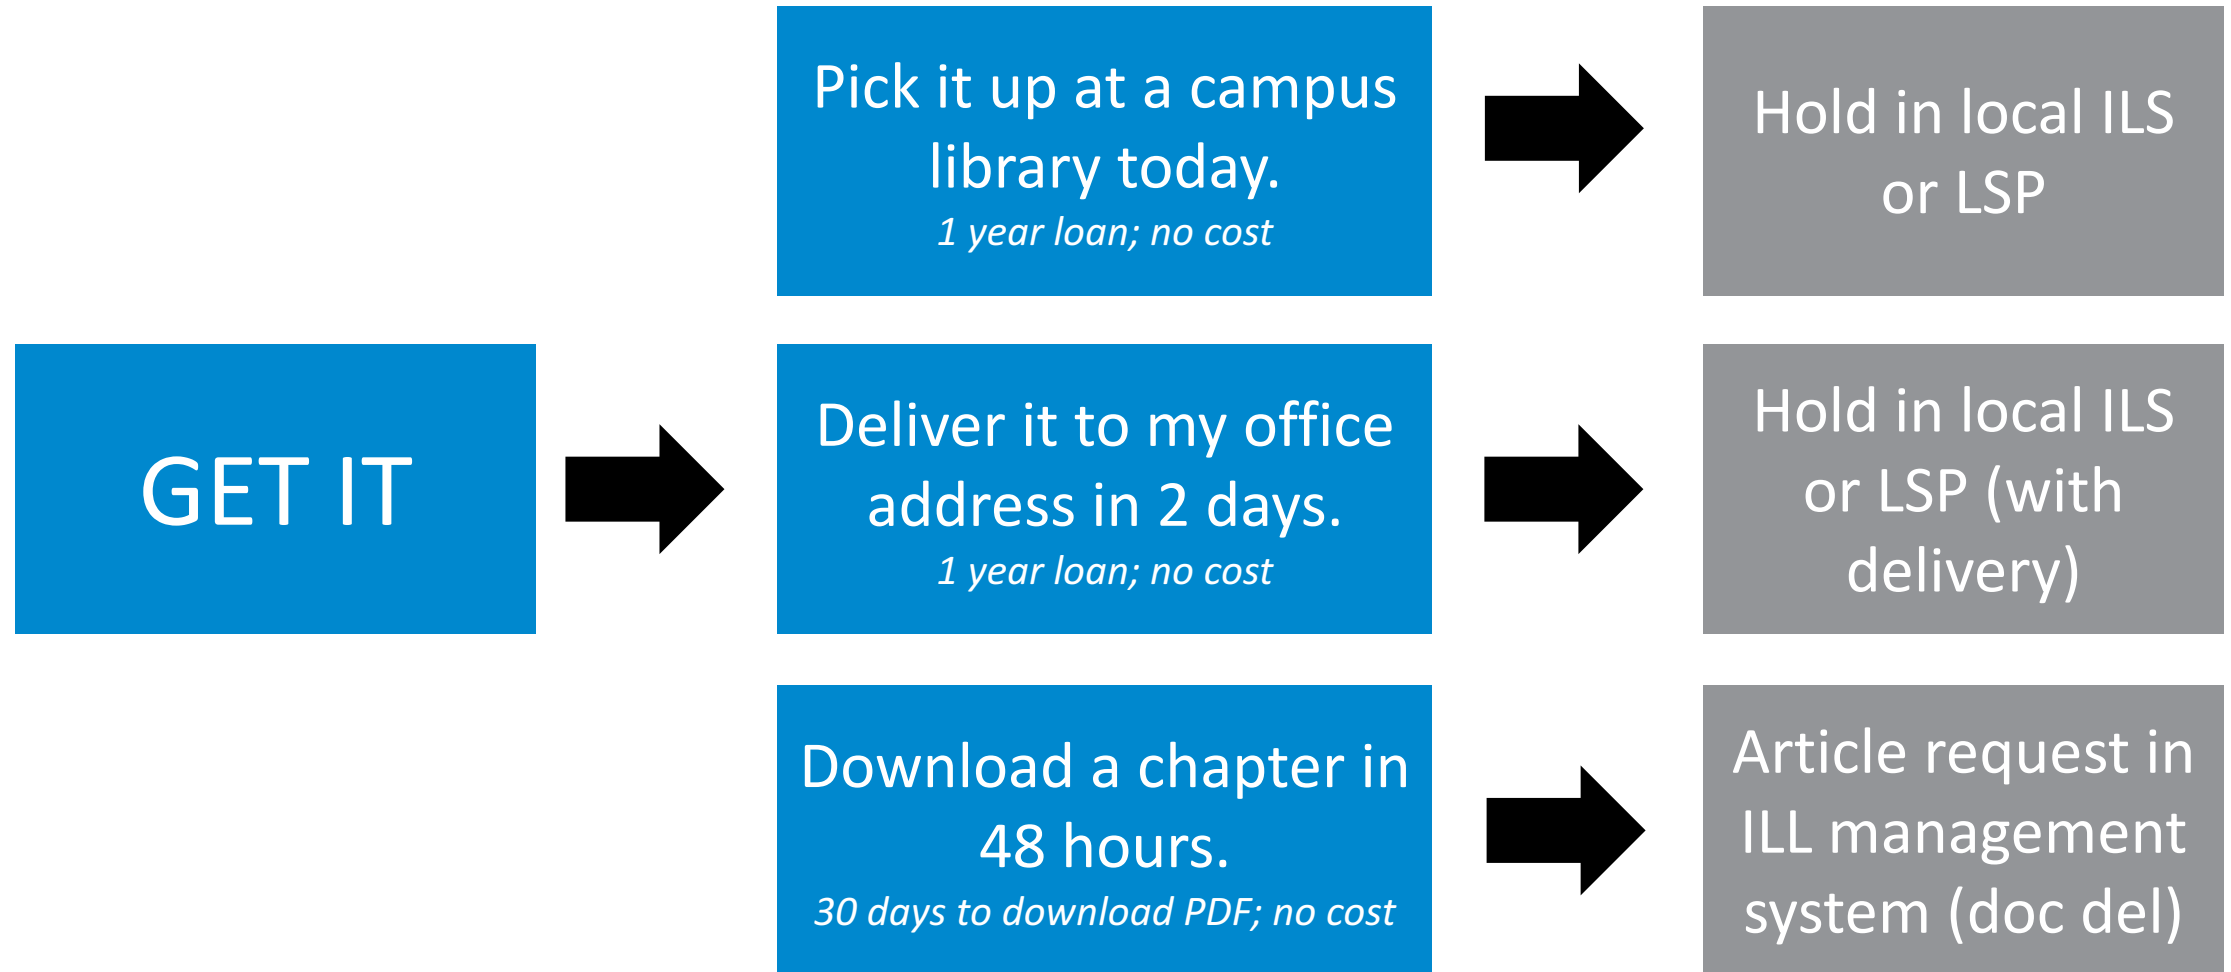 GET IT
Pick it up at a campus
library today.
1 year loan; no cost
Hold in local ILS
or LSP
Deliver it to my office
address in 2 days.
1 year loan; no cost
Hold in local ILS
or LSP (with
delivery)
Download a chapter in
48 hours.
30 days to download PDF; no cost
Article request in
ILL management
system (doc del)